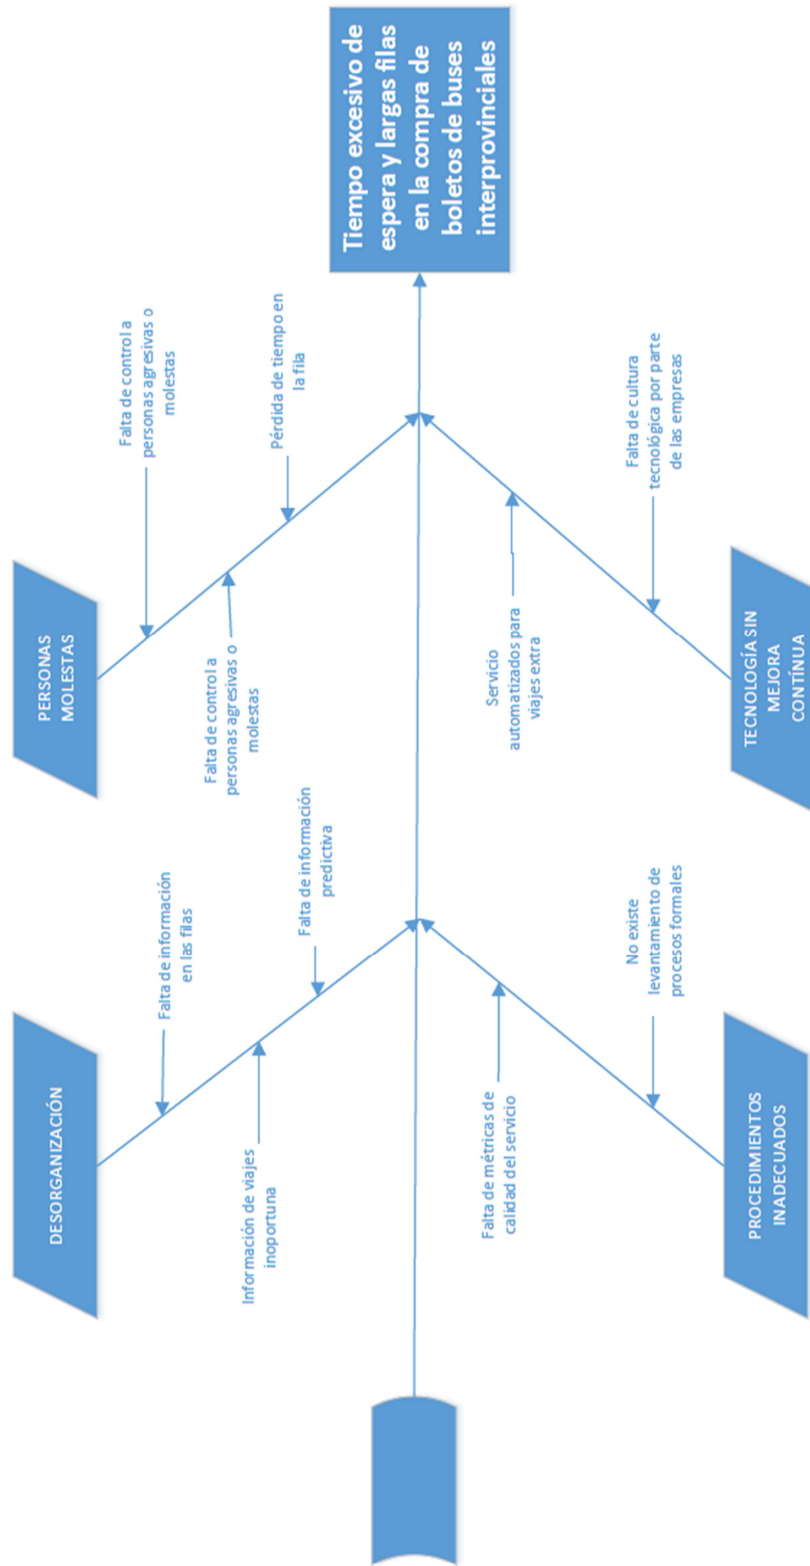 DESORGANIZACIÓN
Falta de información
en las filas
Información de viajes
inoportuna
Falta de información
predictiva
PERSONAS
MOLESTAS
Falta de control a
personas agresivas o
molestas
Falta de control a
personas agresivas o
molestas
Pérdida de tiempo en
la fila
Tiempo excesivo de
espera y largas filas
en la compra de
boletos de buses
interprovinciales
PROCEDIMIENTOS
INADECUADOS
Falta de métricas de
calidad del servicio
No existe
levantamiento de
procesos formales
TECNOLOGÍA SIN
MEJORA
CONTÍNUA
Servicio
automatizados para
viajes extra
Falta de cultura
tecnológica por parte
de las empresas